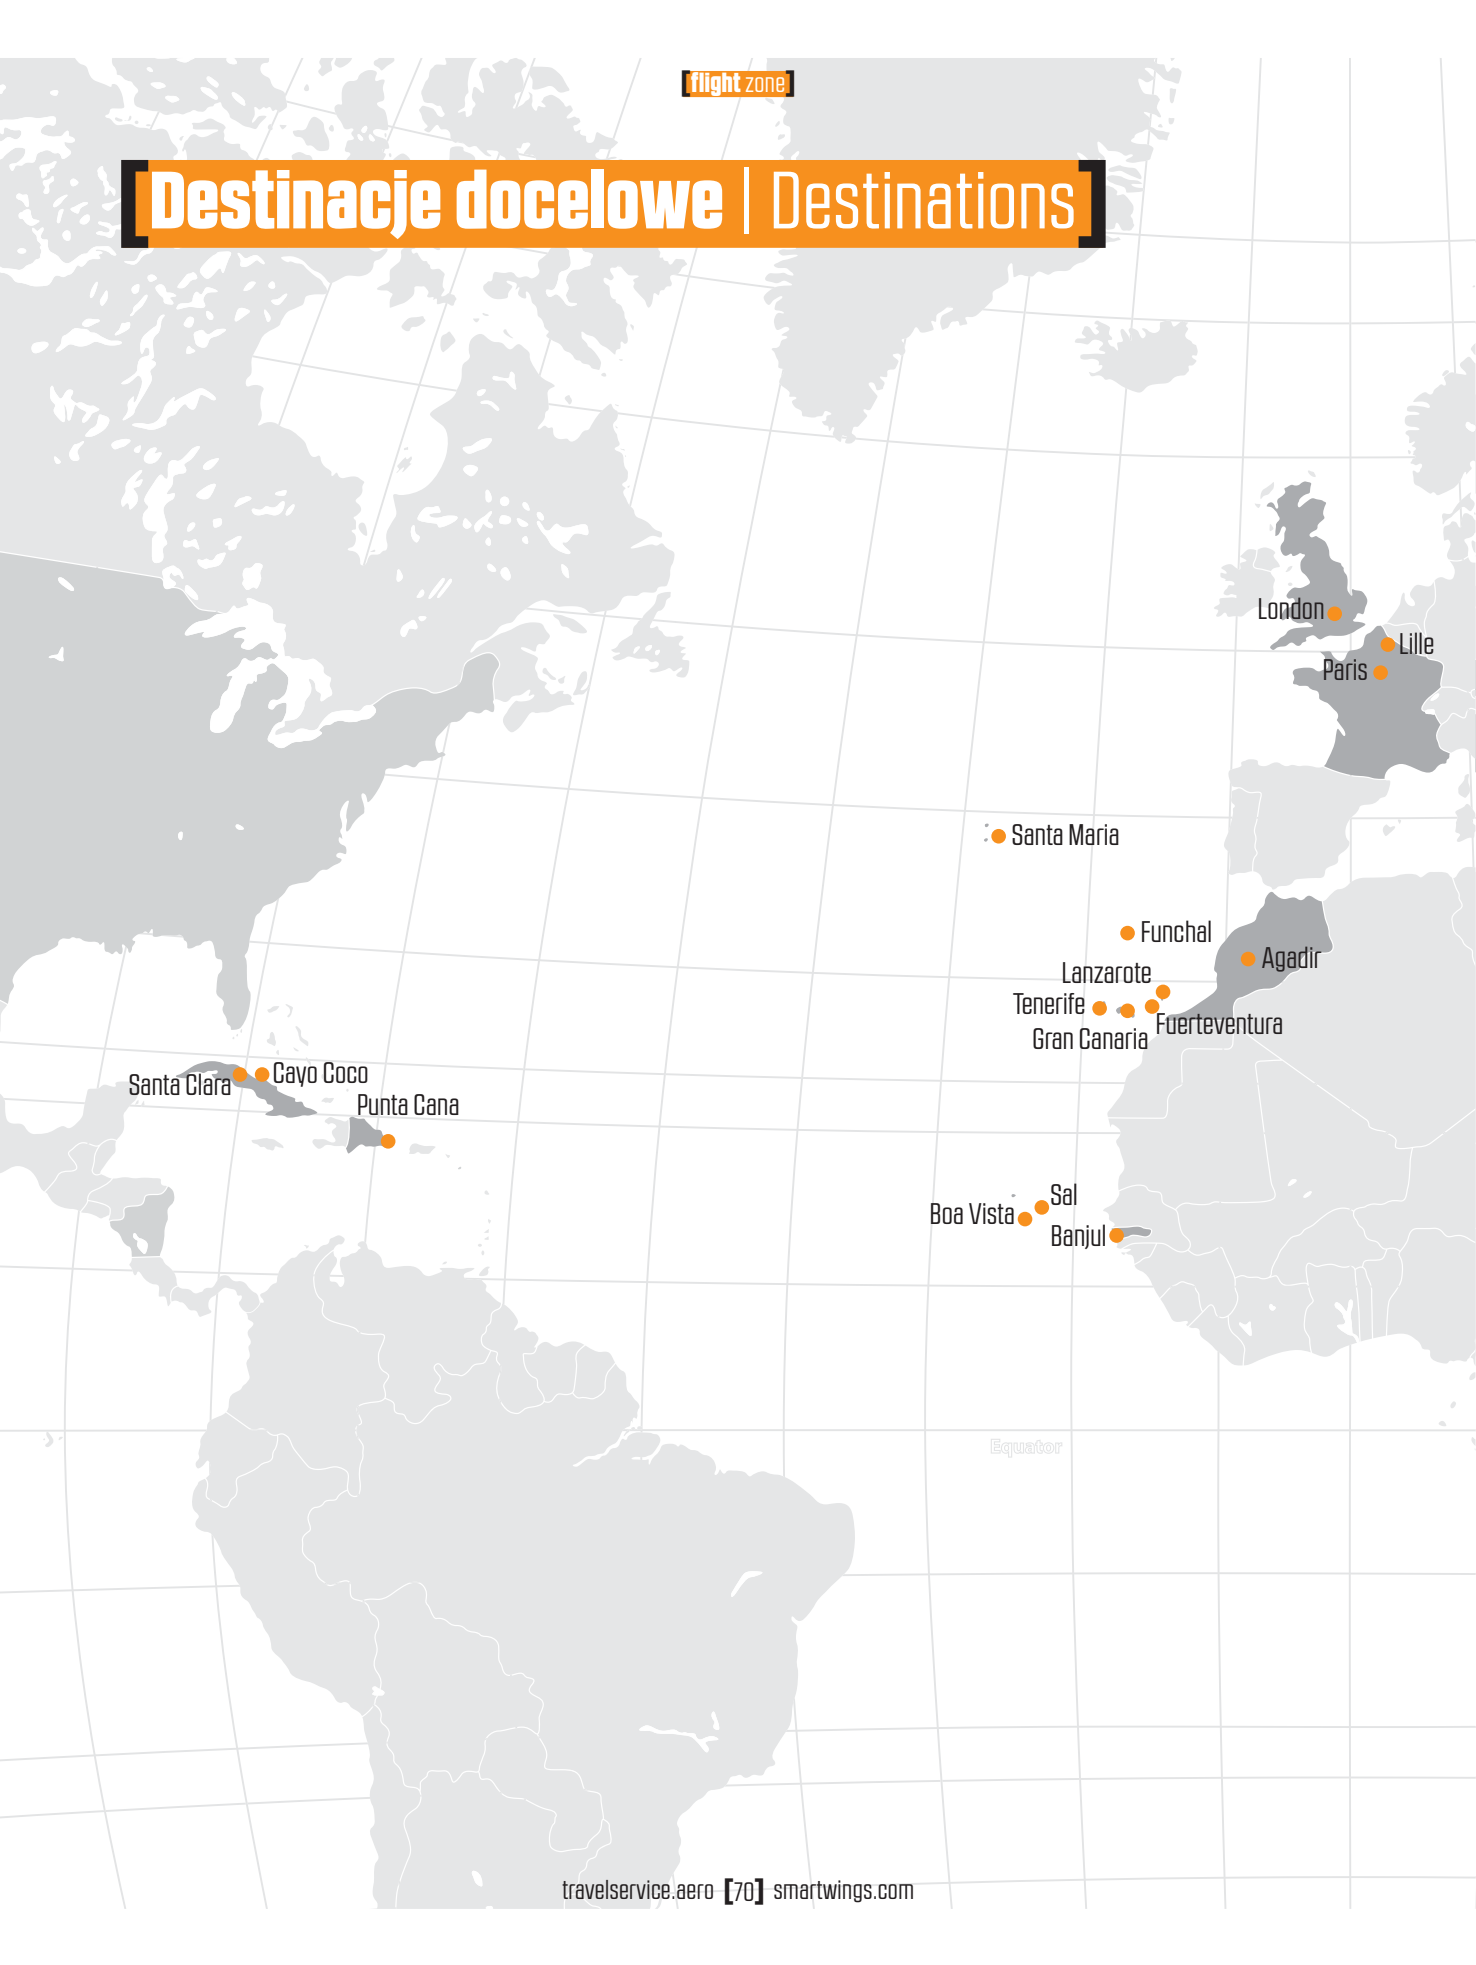 [flight zone]
[Destinacje docelowe | Destinations]
London
Lille
Paris
Santa Maria
Funchal
Agadir
Lanzarote
Tenerife
Fuerteventura
Gran Canaria
Cayo Coco
Santa Clara
Punta Cana
Sal
Boa Vista
Banjul
Equator
travelservice.aero [70] smartwings.com